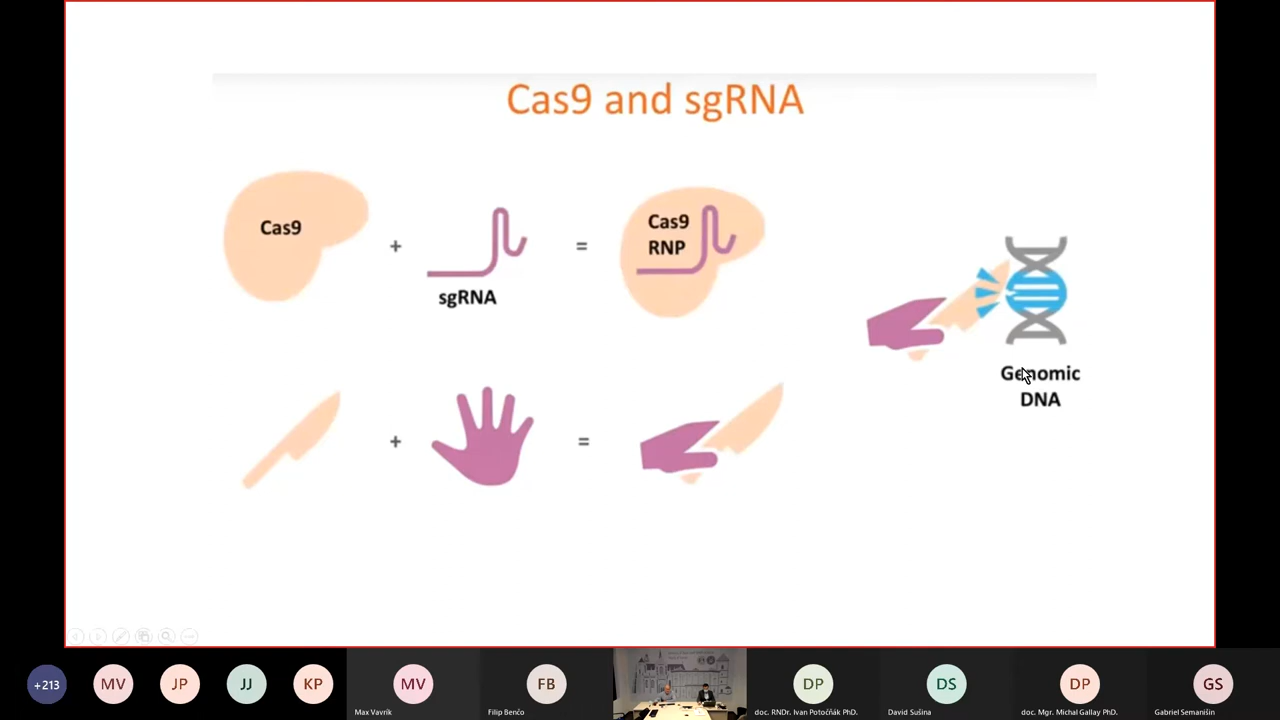 Cas9 and sgRNA
Cas9
+
sgRNA
=
Cas9
RNP
Genomic
DNA
+
=
+213
MV
JP
JJ
KP
MV
Max Vavrík
FB
Filip Benčo
DP
doc. RNDr. Ivan Potočňák PhD.
DS
David Sušina
DP
doc. Mgr. Michal Gallay PhD.
GS
Gabriel Semanišin